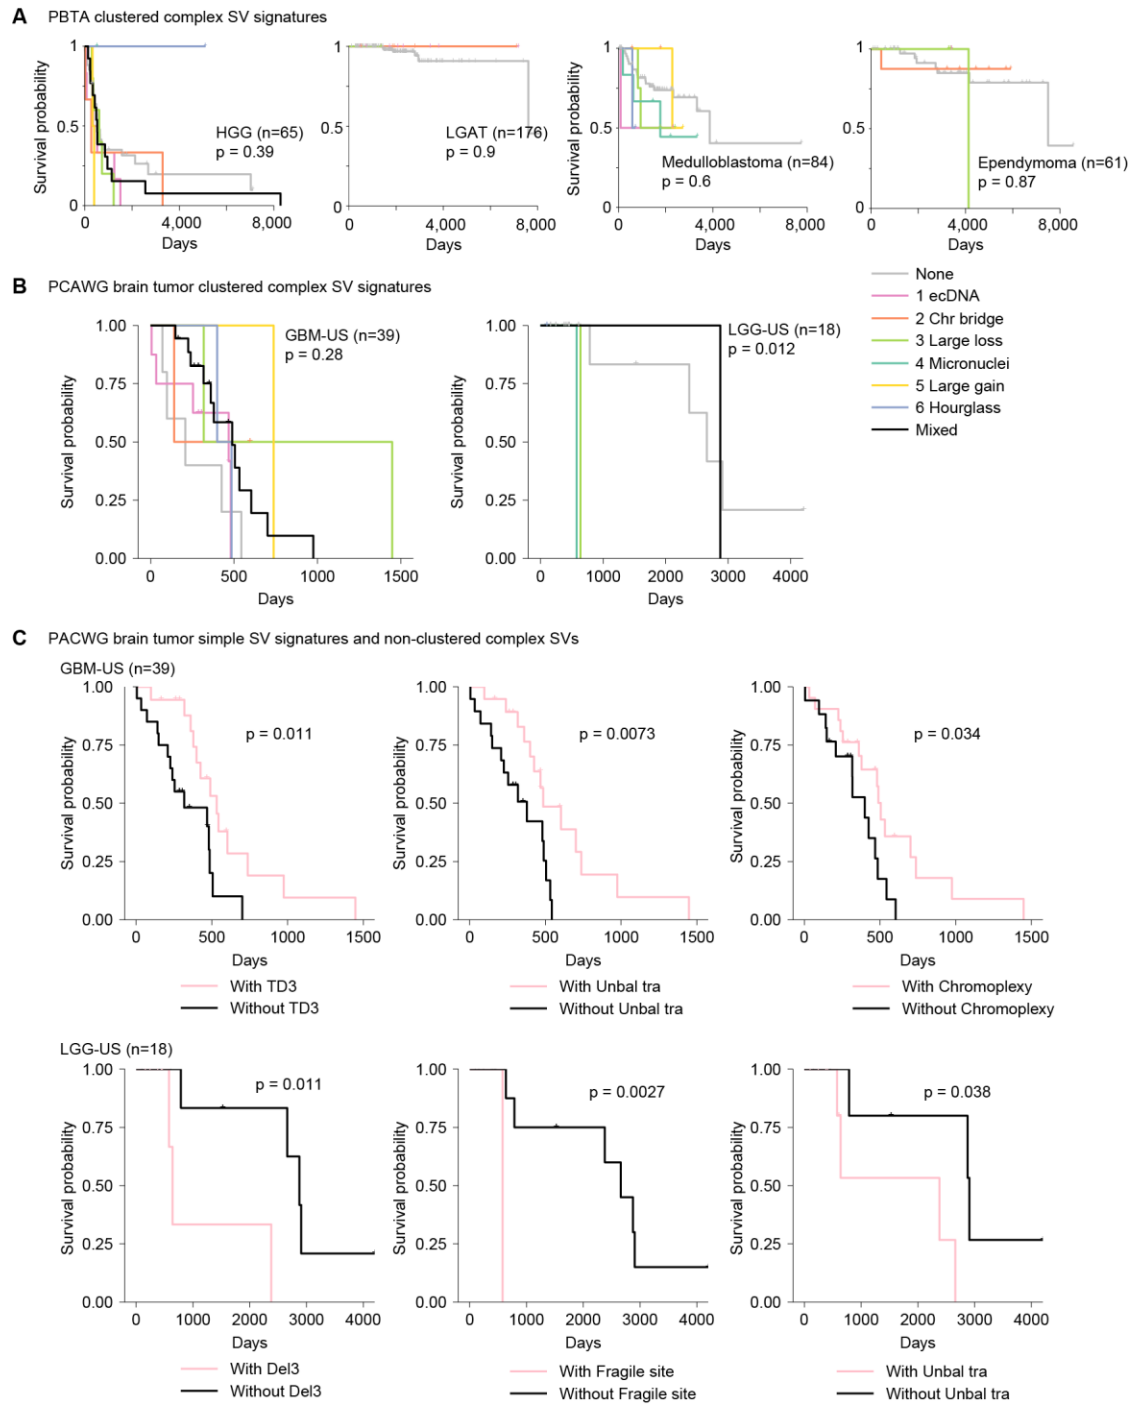 A PBTA clustered complex SV signatures
Survival probability
1
0.5
0
0 4,000 8,000
Days
HGG (n=65)
p = 0.39
Survival probability
1
0.5
0
0 4,000 8,000
Days
LGAT (n=176)
p = 0.9
Survival probability
1
0.5
0
0 4,000 8,000
Days
Medulloblastoma (n=84)
p = 0.6
Survival probability
1
0.5
0
0 4,000 8,000
Days
Ependymoma (n=61)
p = 0.87
None
1 ecDNA
2 Chr bridge
3 Large loss
4 Micronuclei
5 Large gain
6 Hourglass
Mixed
B PCAWG brain tumor clustered complex SV signatures
Survival probability
1.00
0.75
0.50
0.25
0.00
0 500 1000 1500
Days
GBM-US (n=39)
p = 0.28
Survival probability
1.00
0.75
0.50
0.25
0.00
0 1000 2000 3000 4000
Days
LGG-US (n=18)
p = 0.012
C PACWG brain tumor simple SV signatures and non-clustered complex SVs
GBM-US (n=39)
Survival probability
1.00
0.75
0.50
0.25
0.00
0 500 1000 1500
Days
p = 0.011
With TD3
Without TD3
Survival probability
1.00
0.75
0.50
0.25
0.00
0 500 1000 1500
Days
p = 0.0073
With Unbal tra
Without Unbal tra
Survival probability
1.00
0.75
0.50
0.25
0.00
0 500 1000 1500
Days
p = 0.034
With Chromoplexy
Without Chromoplexy
LGG-US (n=18)
Survival probability
1.00
0.75
0.50
0.25
0.00
0 1000 2000 3000 4000
Days
p = 0.011
With Del3
Without Del3
Survival probability
1.00
0.75
0.50
0.25
0.00
0 1000 2000 3000 4000
Days
p = 0.0027
With Fragile site
Without Fragile site
Survival probability
1.00
0.75
0.50
0.25
0.00
0 1000 2000 3000 4000
Days
p = 0.038
With Unbal tra
Without Unbal tra